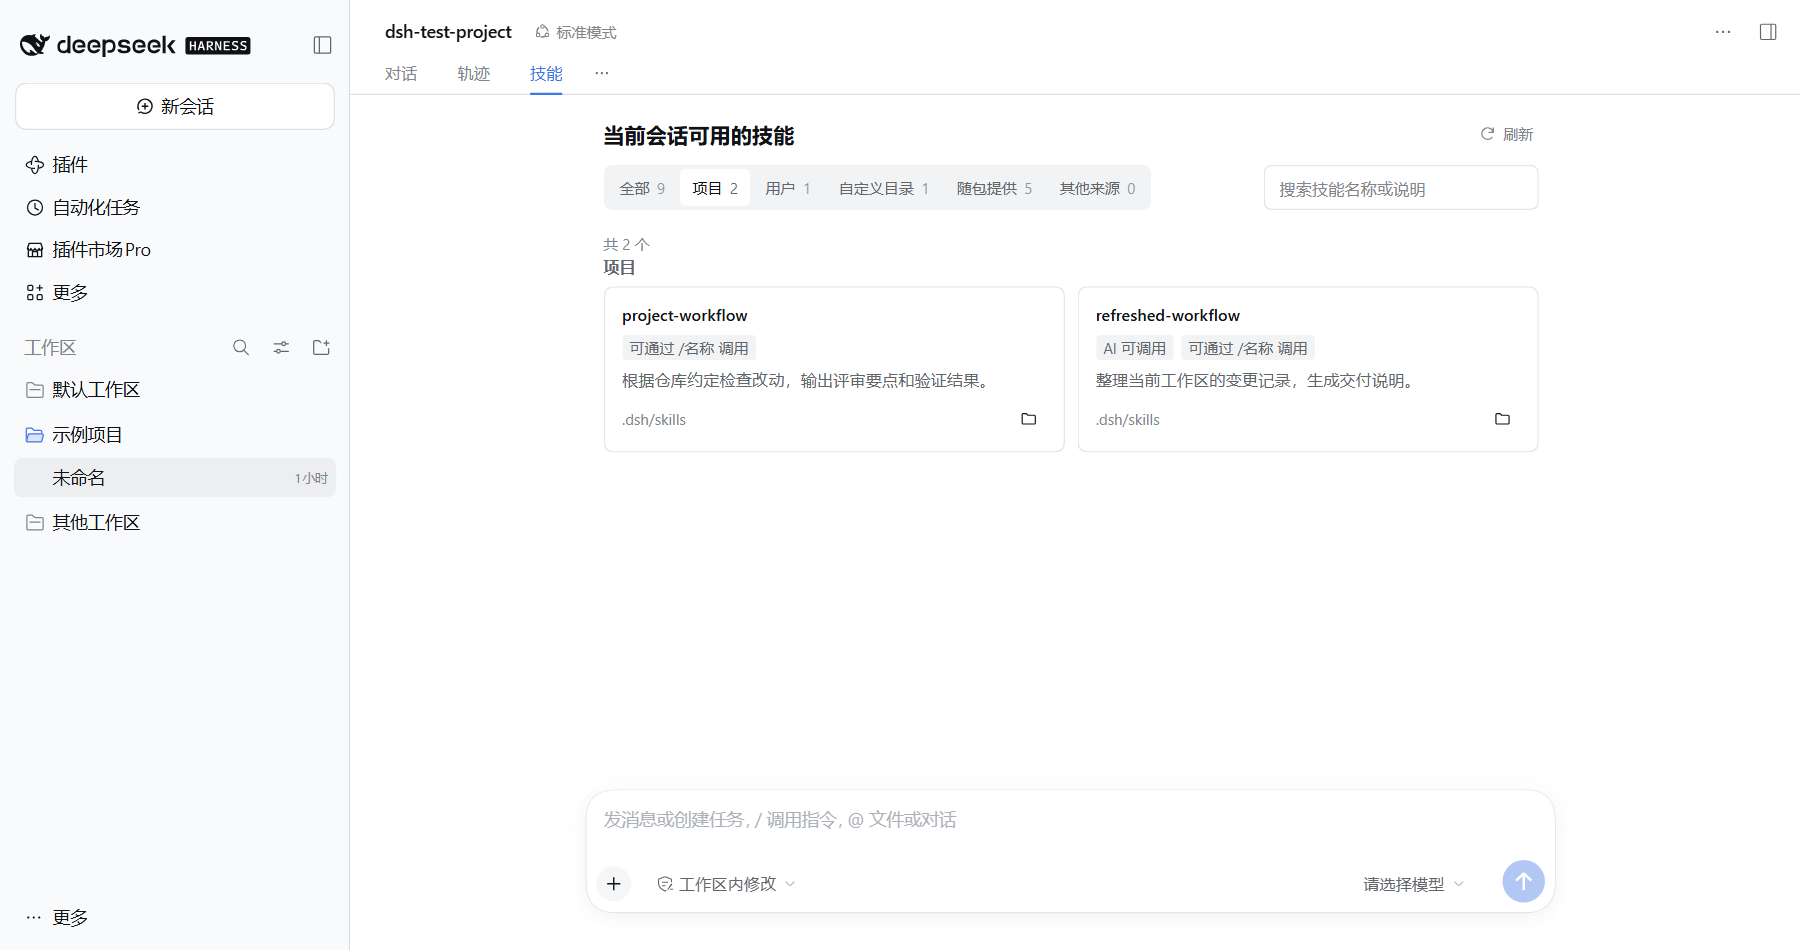 deepseek HARNESS
新会话
插件
自动化任务
插件市场Pro
更多
工作区
默认工作区
示例项目
未命名 1小时
其他工作区
更多
dsh-test-project 标准模式
对话 轨迹 技能
当前会话可用的技能 刷新
全部 9 项目 2 用户 1 自定义目录 1 随包提供 5 其他来源 0 搜索技能名称或说明
共 2 个
项目
project-workflow
可通过 /名称 调用
根据仓库约定检查改动，输出评审要点和验证结果。
.dsh/skills
refreshed-workflow
AI 可调用 可通过 /名称 调用
整理当前工作区的变更记录，生成交付说明。
.dsh/skills
发消息或创建任务, / 调用指令, @ 文件或对话
工作区内修改 请选择模型